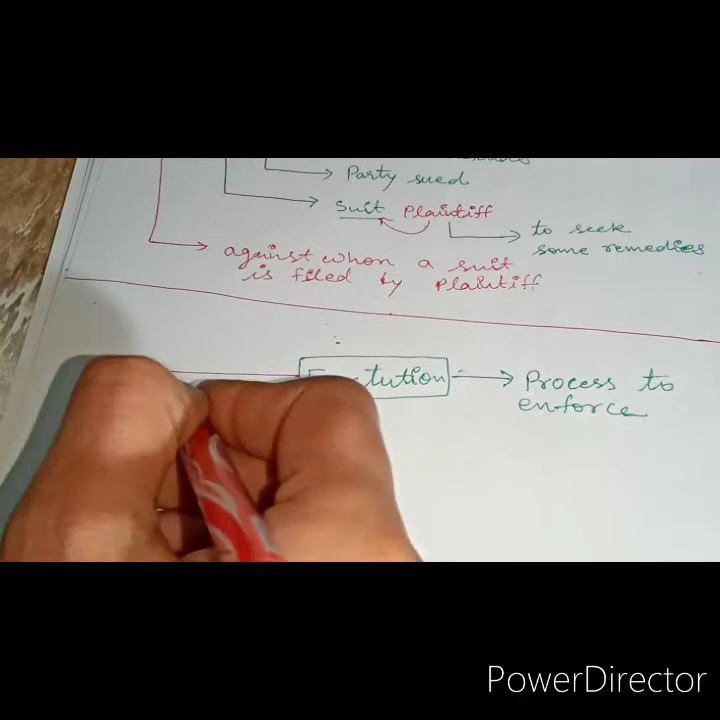 Party sued
Suit Plaintiff
to seek
some remedies
against whon a suit
is filed by Plaintiff
tution
Process to
enforce
PowerDirector